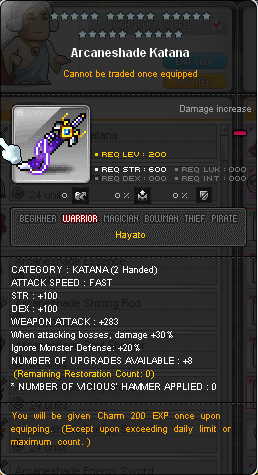 Arcaneshade Katana
Cannot be traded once equipped
Damage increase
REQ LEV : 200
REQ STR : 600 REQ LUK : 000
REQ DEX : 000 REQ INT : 000
0 0 % 0 %
BEGINNER WARRIOR MAGICIAN BOWMAN THIEF PIRATE
Hayato
CATEGORY : KATANA (2 Handed)
ATTACK SPEED : FAST
STR : +100
DEX : +100
WEAPON ATTACK : +283
When attacking bosses, damage +30%
Ignore Monster Defense: +20%
NUMBER OF UPGRADES AVAILABLE : +8
(Remaining Restoration Count: 0)
* NUMBER OF VICIOUS' HAMMER APPLIED : 0
You will be given Charm 200 EXP once upon
equipping. (Except upon exceeding daily limit or
maximum count. )